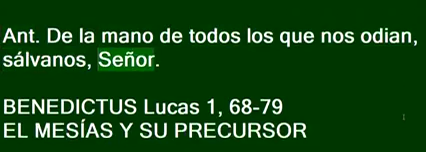 Ant. De la mano de todos los que nos odian,
sálvanos, Señor.
BENEDICTUS Lucas 1, 68-79
EL MESÍAS Y SU PRECURSOR